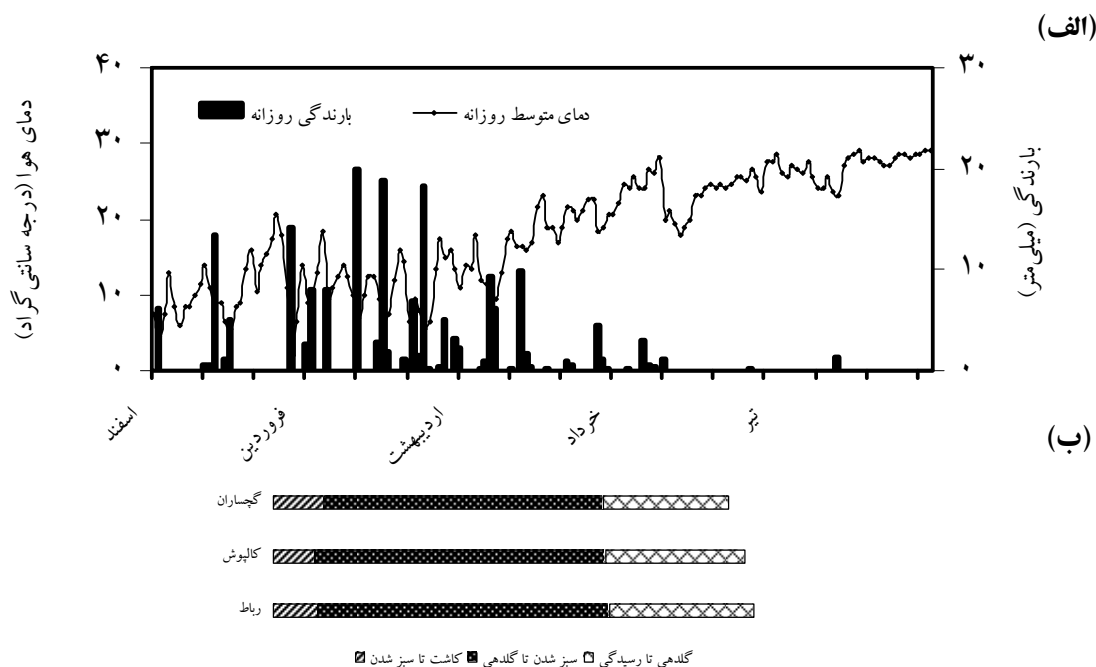 (الف)
۴۰
۳۰
۲۰
۱۰
۰
دمای هوا (درجه سانتی گراد)
۳۰
۲۰
۱۰
۰
بارندگی (میلی متر)
بارندگی روزانه
دمای متوسط روزانه
اسفند
فروردین
اردیبهشت
خرداد
تیر
(ب)
گچساران
کالپوش
رباط
کاشت تا سبز شدن سبز شدن تا گلدهی گلدهی تا رسیدگی